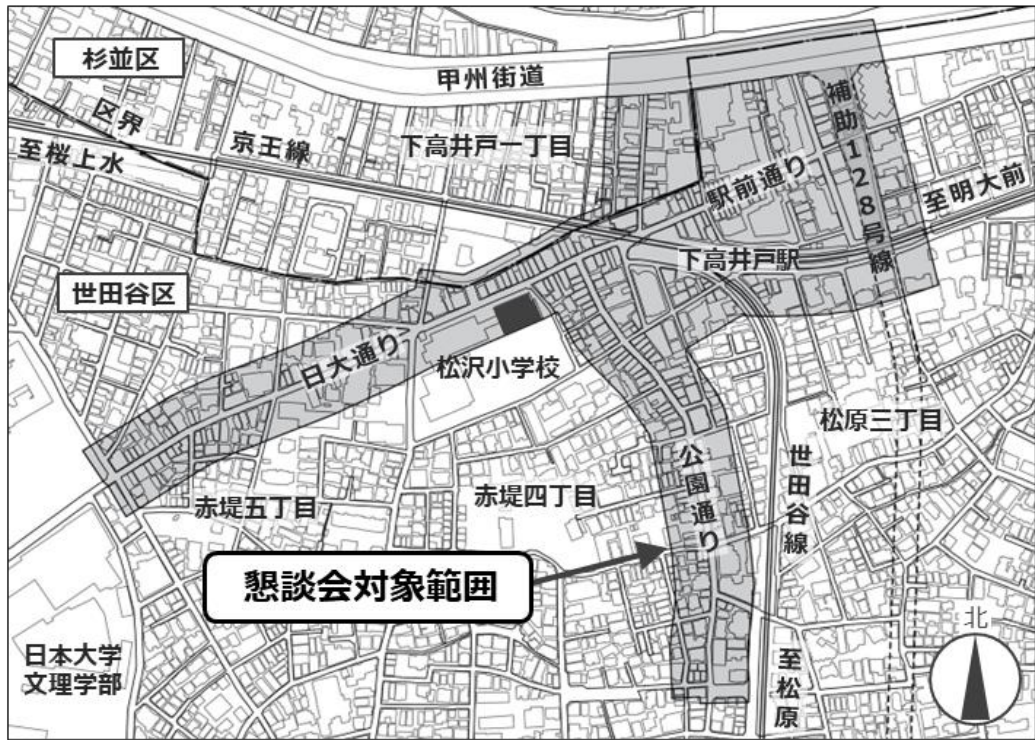 杉並区
甲州街道
区界
京王線
至桜上水
下高井戸一丁目
補助128号線
駅前通り
至明大前
下高井戸駅
世田谷区
日大通り
松沢小学校
松原三丁目
公園通り
世田谷線
赤堤五丁目
赤堤四丁目
懇談会対象範囲
日本大学
文理学部
至松原
北